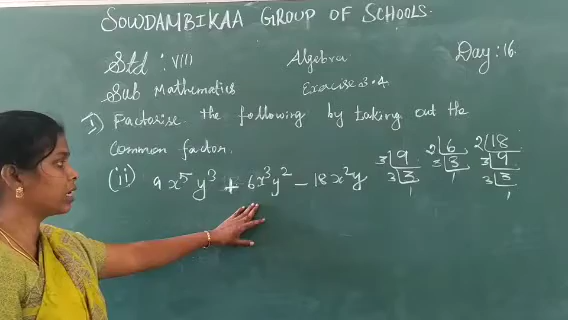 SOWDAMBIKAA GROUP OF SCHOOLS.
Std : VIII Algebra Day : 16
Sub Mathematics Exercise 3.4
I) Factorise the following by taking out the
common factor.
(ii) 9x⁵y³ + 6x³y² - 18x²y
3 9
3 3
1
2 6
3 3
1
2 18
3 9
3 3
1